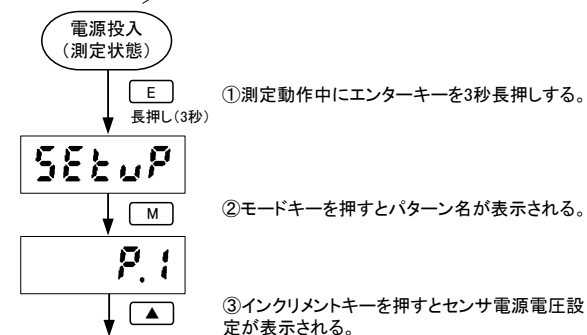 電源投入
(測定状態)
E
長押し(3秒)
①測定動作中にエンターキーを3秒長押しする。
SEtuP
M
②モードキーを押すとパターン名が表示される。
P.1
▲
③インクリメントキーを押すとセンサ電源電圧設
定が表示される。